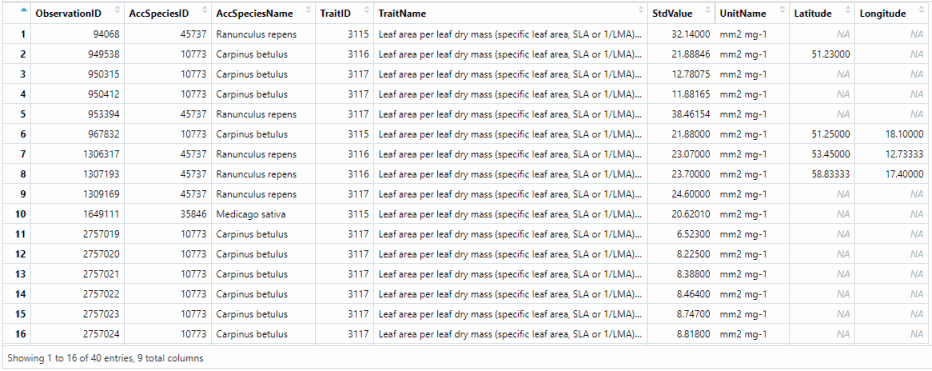 ObservationID AccSpeciesID AccSpeciesName TraitID TraitName StdValue UnitName Latitude Longitude
1 94068 45737 Ranunculus repens 3115 Leaf area per leaf dry mass (specific leaf area, SLA or 1/LMA)... 32.14000 mm2 mg-1 NA NA
2 949538 10773 Carpinus betulus 3116 Leaf area per leaf dry mass (specific leaf area, SLA or 1/LMA)... 21.88846 mm2 mg-1 51.23000 NA
3 950315 10773 Carpinus betulus 3117 Leaf area per leaf dry mass (specific leaf area, SLA or 1/LMA)... 12.78075 mm2 mg-1 NA NA
4 950412 10773 Carpinus betulus 3117 Leaf area per leaf dry mass (specific leaf area, SLA or 1/LMA)... 11.88165 mm2 mg-1 NA NA
5 953394 45737 Ranunculus repens 3117 Leaf area per leaf dry mass (specific leaf area, SLA or 1/LMA)... 38.46154 mm2 mg-1 NA NA
6 967832 10773 Carpinus betulus 3115 Leaf area per leaf dry mass (specific leaf area, SLA or 1/LMA)... 21.88000 mm2 mg-1 51.25000 18.10000
7 1306317 45737 Ranunculus repens 3116 Leaf area per leaf dry mass (specific leaf area, SLA or 1/LMA)... 23.07000 mm2 mg-1 53.45000 12.73333
8 1307193 45737 Ranunculus repens 3116 Leaf area per leaf dry mass (specific leaf area, SLA or 1/LMA)... 23.70000 mm2 mg-1 58.83333 17.40000
9 1309169 45737 Ranunculus repens 3117 Leaf area per leaf dry mass (specific leaf area, SLA or 1/LMA)... 24.60000 mm2 mg-1 NA NA
10 1649111 35846 Medicago sativa 3115 Leaf area per leaf dry mass (specific leaf area, SLA or 1/LMA)... 20.62010 mm2 mg-1 NA NA
11 2757019 10773 Carpinus betulus 3117 Leaf area per leaf dry mass (specific leaf area, SLA or 1/LMA)... 6.52300 mm2 mg-1 NA NA
12 2757020 10773 Carpinus betulus 3117 Leaf area per leaf dry mass (specific leaf area, SLA or 1/LMA)... 8.22500 mm2 mg-1 NA NA
13 2757021 10773 Carpinus betulus 3117 Leaf area per leaf dry mass (specific leaf area, SLA or 1/LMA)... 8.38800 mm2 mg-1 NA NA
14 2757022 10773 Carpinus betulus 3117 Leaf area per leaf dry mass (specific leaf area, SLA or 1/LMA)... 8.46400 mm2 mg-1 NA NA
15 2757023 10773 Carpinus betulus 3117 Leaf area per leaf dry mass (specific leaf area, SLA or 1/LMA)... 8.74700 mm2 mg-1 NA NA
16 2757024 10773 Carpinus betulus 3117 Leaf area per leaf dry mass (specific leaf area, SLA or 1/LMA)... 8.81800 mm2 mg-1 NA NA
Showing 1 to 16 of 40 entries, 9 total columns